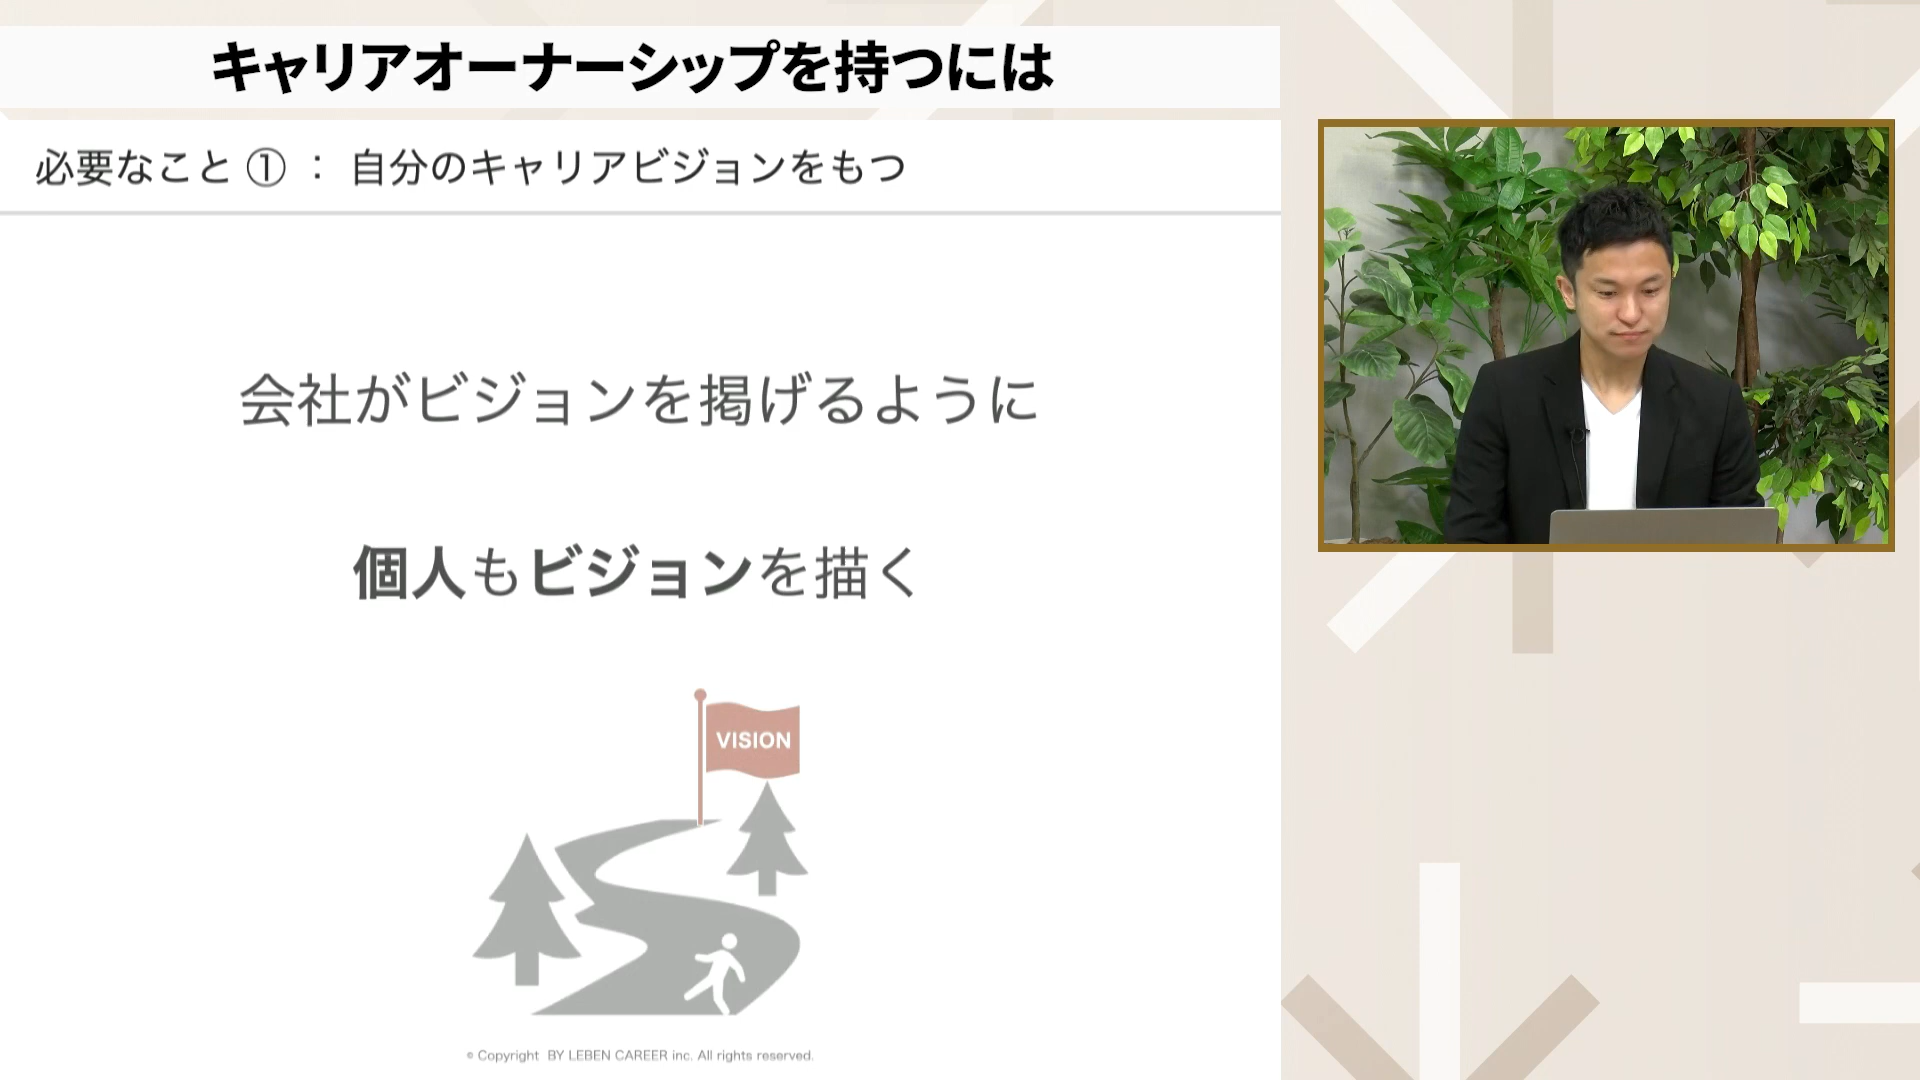 キャリアオーナーシップを持つには
必要なこと ① ： 自分のキャリアビジョンをもつ
会社がビジョンを掲げるように
個人もビジョンを描く
VISION
© Copyright BY LEBEN CAREER inc. All rights reserved.